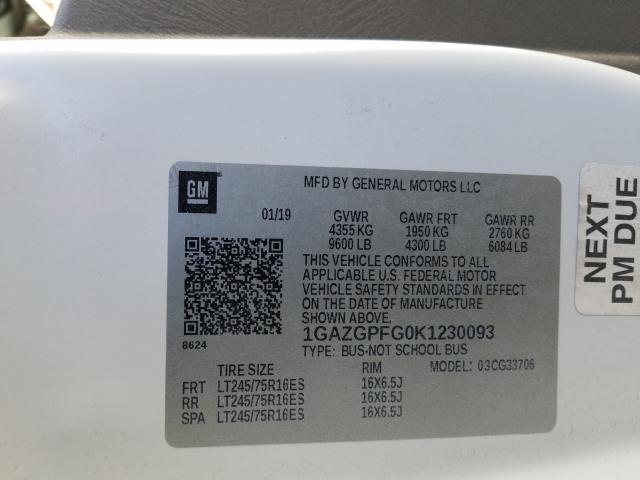 GM
MFD BY GENERAL MOTORS LLC
01/19
GVWR GAWR FRT GAWR RR
4355 KG 1950 KG 2760 KG
9600 LB 4300 LB 6084 LB
THIS VEHICLE CONFORMS TO ALL
APPLICABLE U.S. FEDERAL MOTOR
VEHICLE SAFETY STANDARDS IN EFFECT
ON THE DATE OF MANUFACTURE
SHOWN ABOVE.
8624
1GAZGPFG0K1230093
TYPE: BUS-NOT SCHOOL BUS
MODEL: 03CG33706
TIRE SIZE RIM
FRT LT245/75R16ES 16X6.5J
RR LT245/75R16ES 16X6.5J
SPA LT245/75R16ES 16X6.5J
NEXT
PM DUE